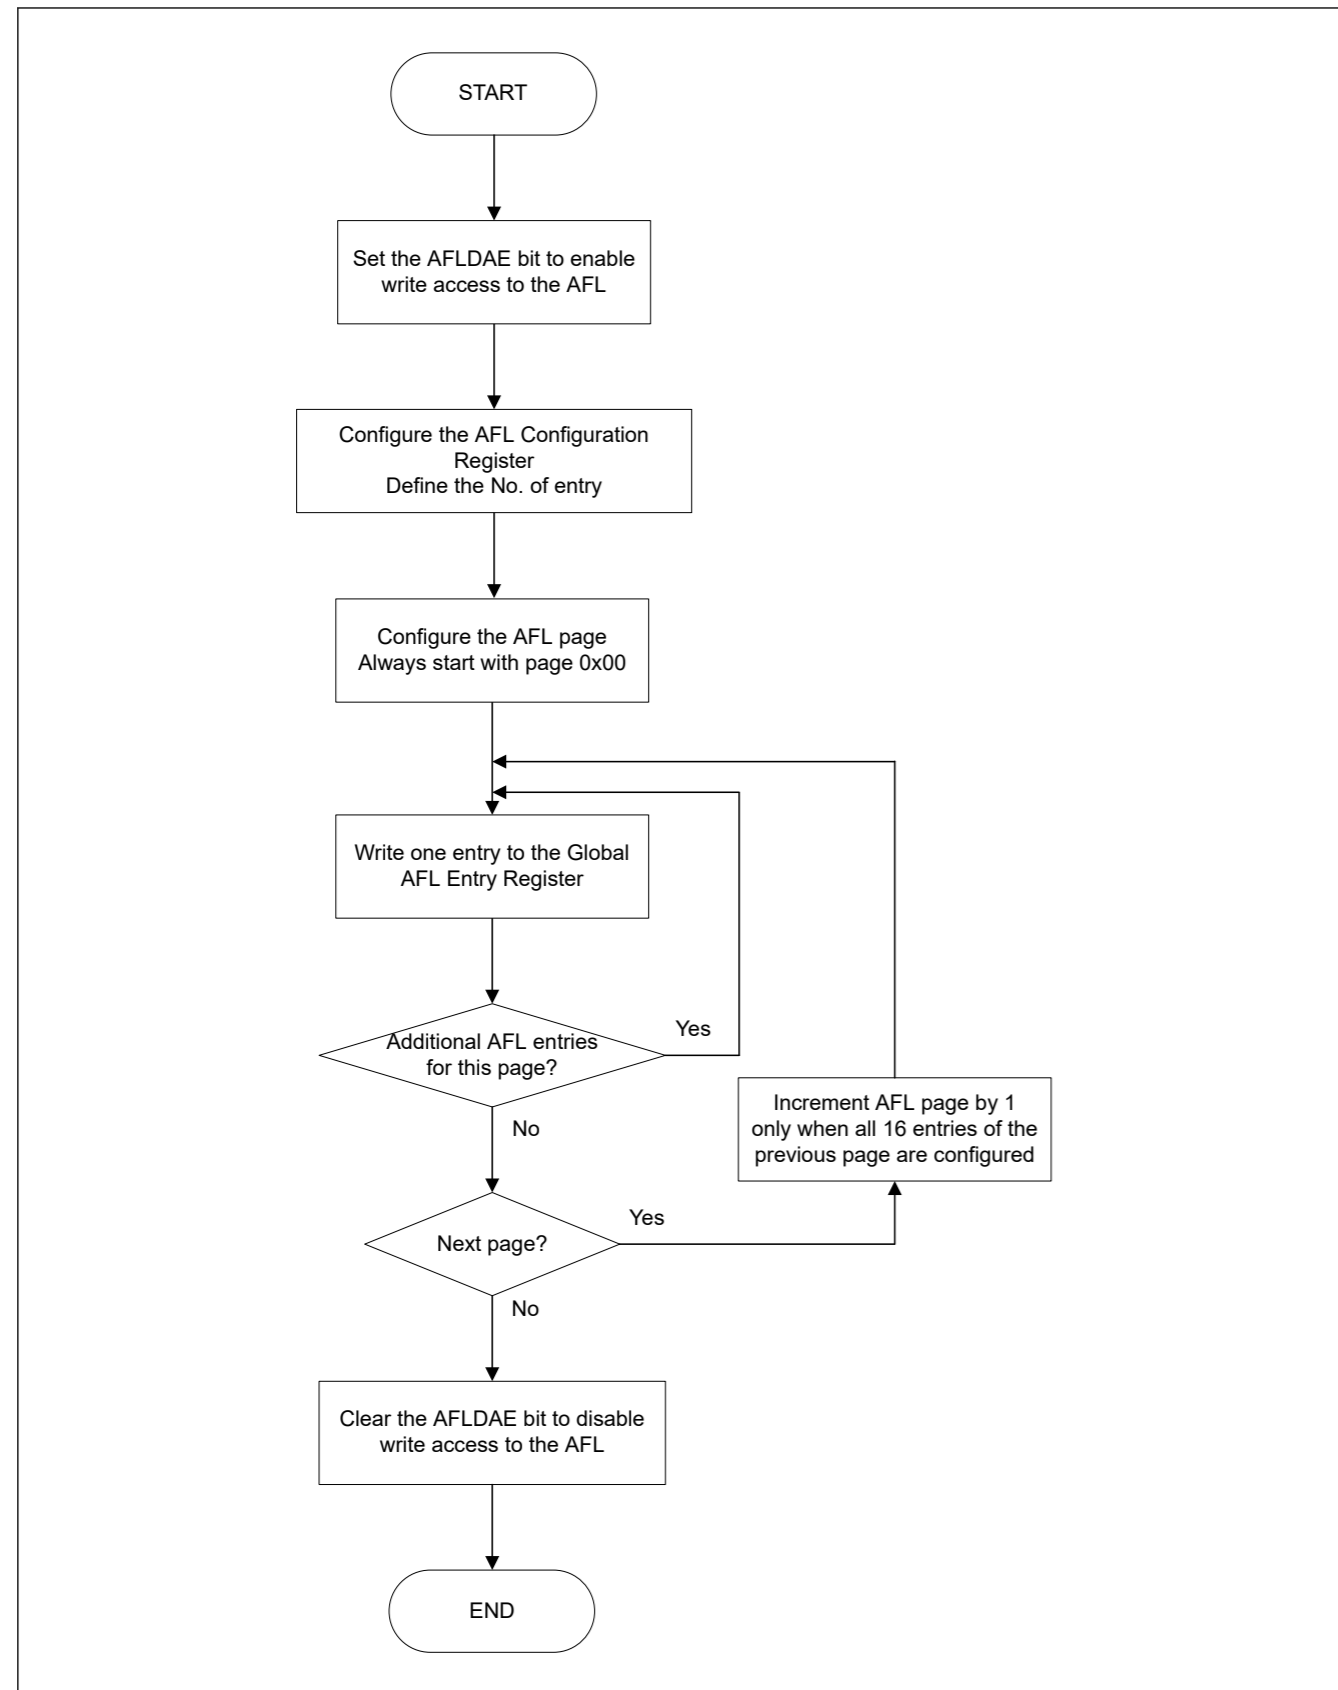 START
Set the AFLDAE bit to enable
write access to the AFL
Configure the AFL Configuration
Register
Define the No. of entry
Configure the AFL page
Always start with page 0x00
Write one entry to the Global
AFL Entry Register
Additional AFL entries
for this page?
Yes
No
Increment AFL page by 1
only when all 16 entries of the
previous page are configured
Next page?
Yes
No
Clear the AFLDAE bit to disable
write access to the AFL
END